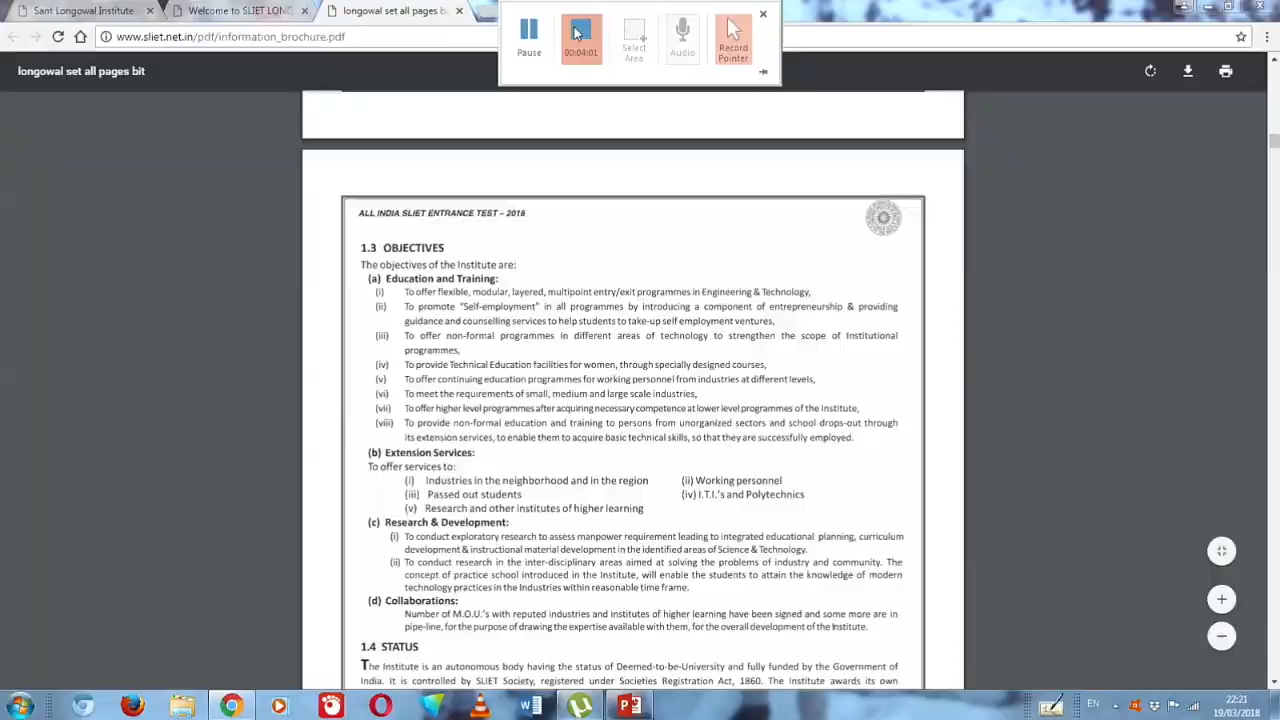 Sant Longowal Institute
Welcome to SLIET LONG
longowal set all pages b
www.sliet.net.in/pdf/information_brochure.pdf
Pause
00:04:01
Select Area
Audio
Record Pointer
longowal set all pages bit
ALL INDIA SLIET ENTRANCE TEST – 2018
1.3 OBJECTIVES
The objectives of the Institute are:
(a) Education and Training:
(i) To offer flexible, modular, layered, multipoint entry/exit programmes in Engineering & Technology,
(ii) To promote "Self-employment" in all programmes by introducing a component of entrepreneurship & providing
guidance and counselling services to help students to take-up self employment ventures,
(iii) To offer non-formal programmes in different areas of technology to strengthen the scope of Institutional
programmes,
(iv) To provide Technical Education facilities for women, through specially designed courses,
(v) To offer continuing education programmes for working personnel from industries at different levels,
(vi) To meet the requirements of small, medium and large scale industries,
(vii) To offer higher level programmes after acquiring necessary competence at lower level programmes of the Institute,
(viii) To provide non-formal education and training to persons from unorganized sectors and school drops-out through
its extension services, to enable them to acquire basic technical skills, so that they are successfully employed.
(b) Extension Services:
To offer services to:
(i) Industries in the neighborhood and in the region (ii) Working personnel
(iii) Passed out students (iv) I.T.I.'s and Polytechnics
(v) Research and other Institutes of higher learning
(c) Research & Development:
(i) To conduct exploratory research to assess manpower requirement leading to integrated educational planning, curriculum
development & instructional material development in the identified areas of Science & Technology.
(ii) To conduct research in the inter-disciplinary areas aimed at solving the problems of industry and community. The
concept of practice school introduced in the Institute, will enable the students to attain the knowledge of modern
technology practices in the Industries within reasonable time frame.
(d) Collaborations:
Number of M.O.U.'s with reputed industries and institutes of higher learning have been signed and some more are in
pipe-line, for the purpose of drawing the expertise available with them, for the overall development of the Institute.
1.4 STATUS
The Institute is an autonomous body having the status of Deemed-to-be-University and fully funded by the Government of
India. It is controlled by SLIET Society, registered under Societies Registration Act, 1860. The Institute awards its own
EN
22:21
19/03/2018